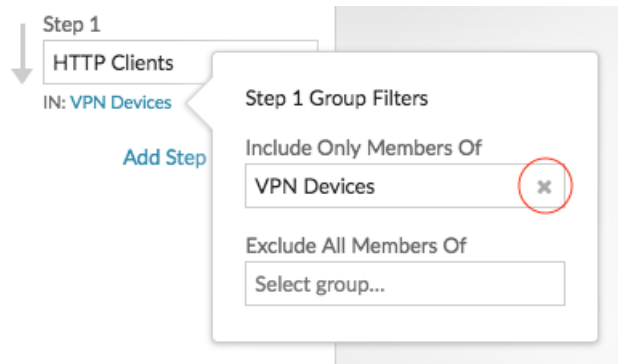 Step 1
HTTP Clients
IN: VPN Devices
Add Step
Step 1 Group Filters
Include Only Members Of
VPN Devices
Exclude All Members Of
Select group...